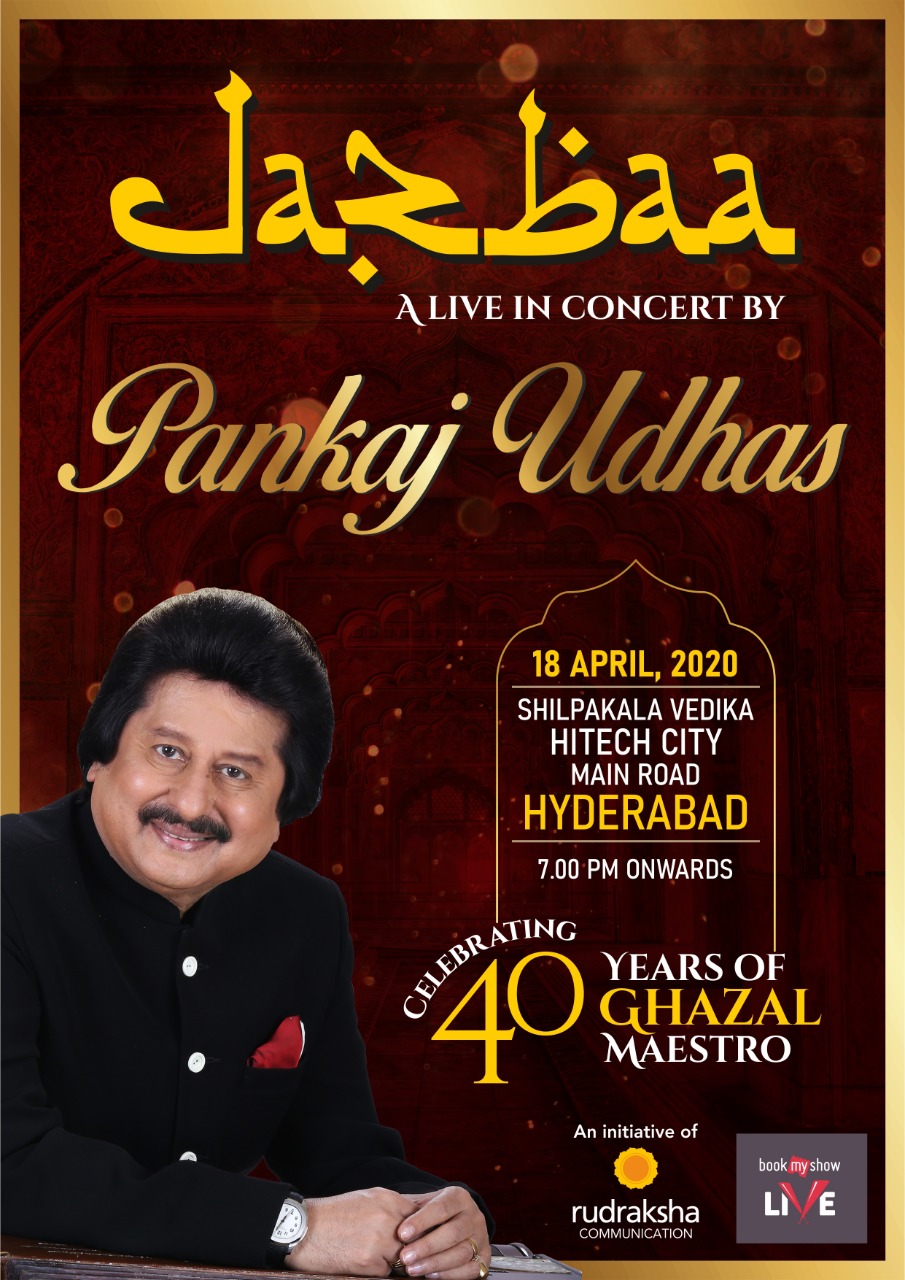 Jazbaa
A LIVE IN CONCERT BY
Pankaj Udhas
18 APRIL, 2020
SHILPAKALA VEDIKA
HITECH CITY
MAIN ROAD
HYDERABAD
7.00 PM ONWARDS
CELEBRATING
40
YEARS OF
GHAZAL
MAESTRO
An initiative of
rudraksha
COMMUNICATION
book my show
LIVE